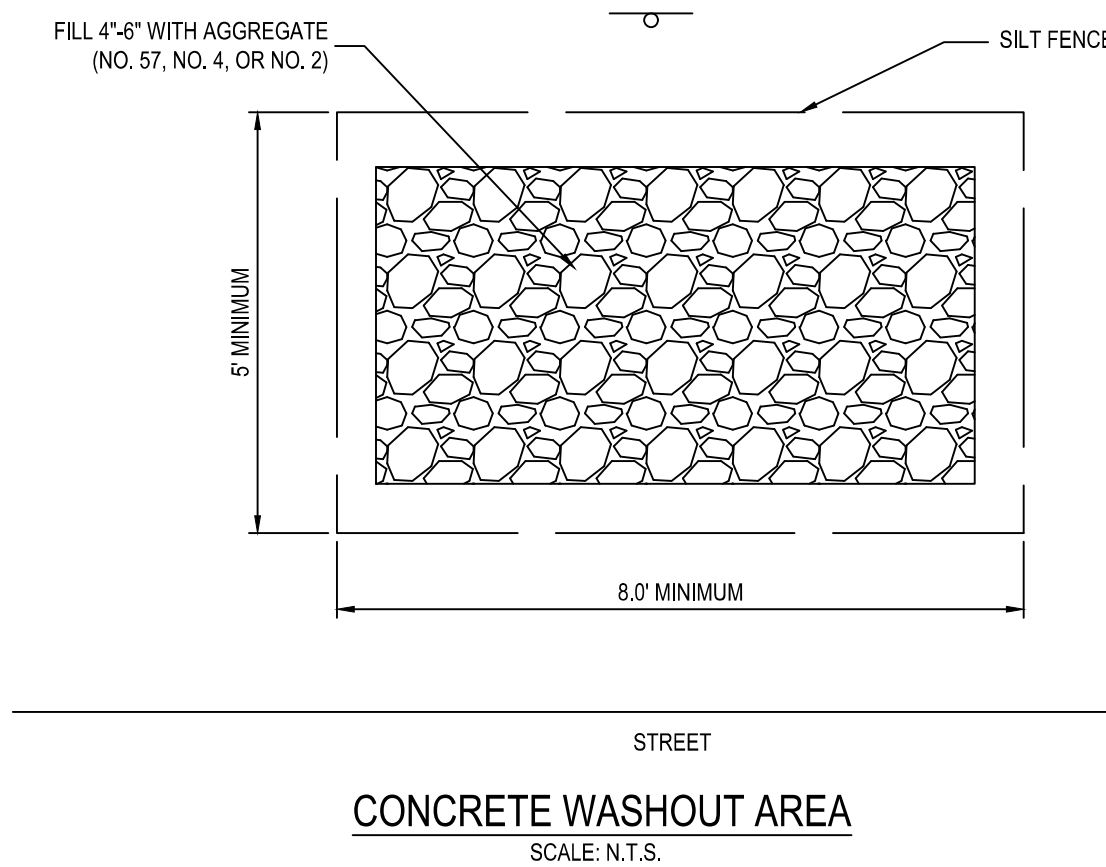 FILL 4"-6" WITH AGGREGATE
(NO. 57, NO. 4, OR NO. 2)
SILT FENCE
5' MINIMUM
8.0' MINIMUM
STREET
CONCRETE WASHOUT AREA
SCALE: N.T.S.